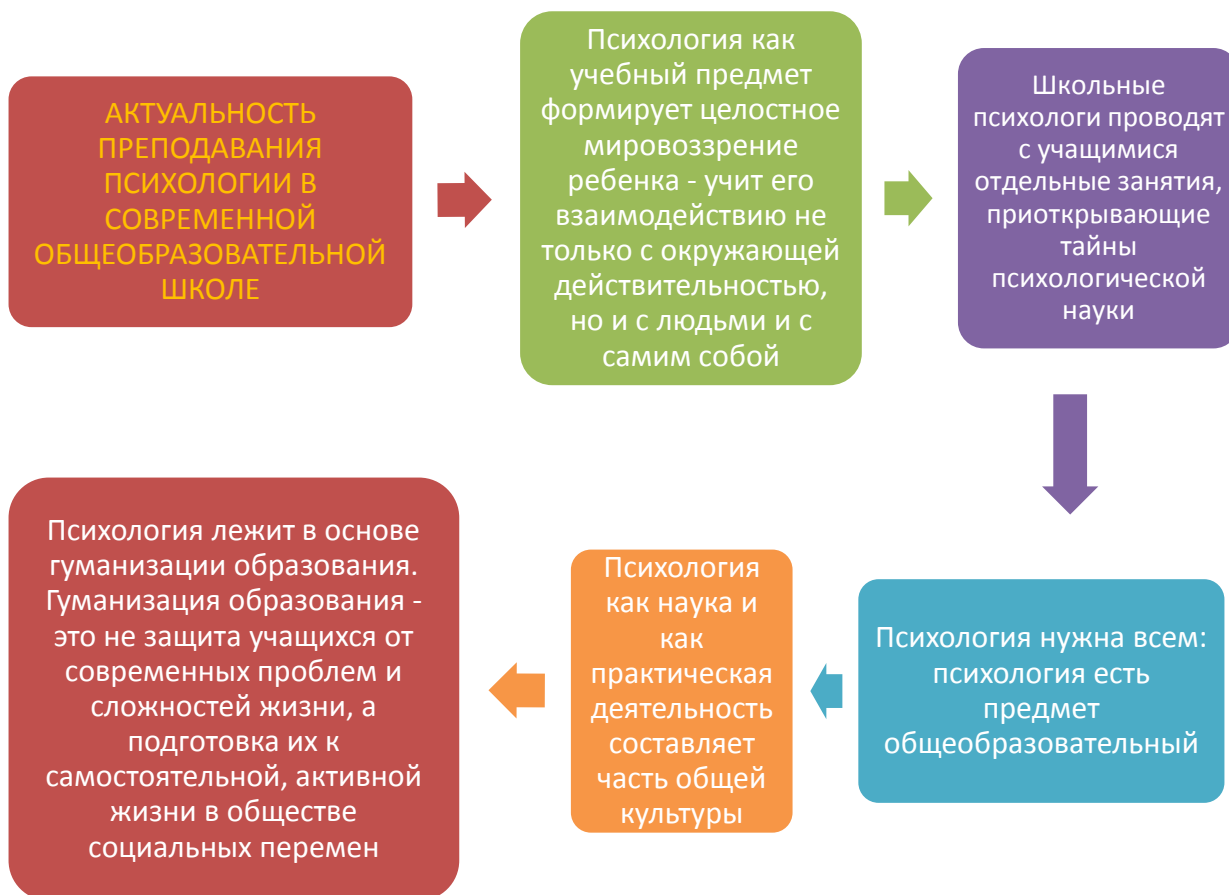 АКТУАЛЬНОСТЬ
ПРЕПОДАВАНИЯ
ПСИХОЛОГИИ В
СОВРЕМЕННОЙ
ОБЩЕОБРАЗОВАТЕЛЬНОЙ
ШКОЛЕ
Психология как
учебный предмет
формирует целостное
мировоззрение
ребенка - учит его
взаимодействию не
только с окружающей
действительностью,
но и с людьми и с
самим собой
Школьные
психологи проводят
с учащимися
отдельные занятия,
приоткрывающие
тайны
психологической
науки
Психология нужна всем:
психология есть
предмет
общеобразовательный
Психология
как наука и
как
практическая
деятельность
составляет
часть общей
культуры
Психология лежит в основе
гуманизации образования.
Гуманизация образования -
это не защита учащихся от
современных проблем и
сложностей жизни, а
подготовка их к
самостоятельной, активной
жизни в обществе
социальных перемен